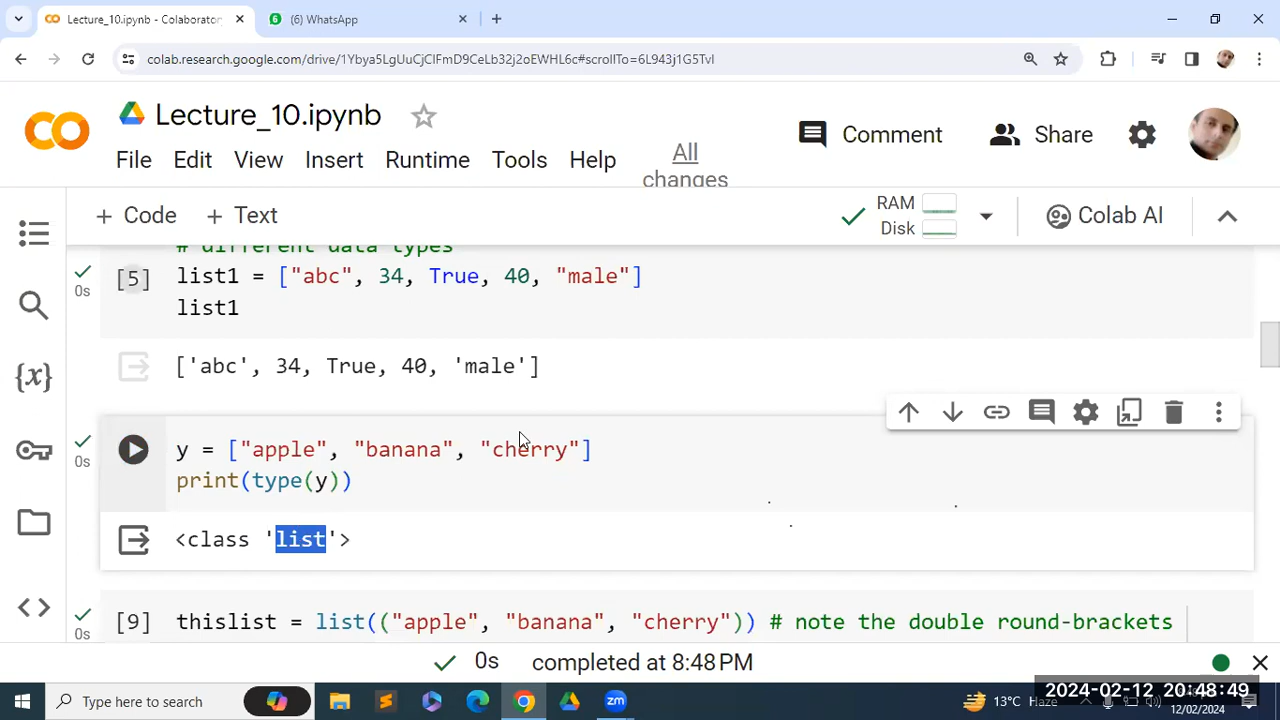 Lecture_10.ipynb - Colaborator
(6) WhatsApp
colab.research.google.com/drive/1Ybya5LgUuCjClFmD9CeLb32j2oEWHL6c#scrollTo=6L943j1G5TvI
Lecture_10.ipynb
Comment
Share
File Edit View Insert Runtime Tools Help
All
changes
+ Code + Text
RAM
Disk
Colab AI
# different data types
[5] list1 = ["abc", 34, True, 40, "male"]
0s
list1
['abc', 34, True, 40, 'male']
y = ["apple", "banana", "cherry"]
0s
print(type(y))
<class 'list'>
[9] thislist = list(("apple", "banana", "cherry")) # note the double round-brackets
0s
0s completed at 8:48 PM
Type here to search
zm
13°C Haze
2024-02-12 20:48:49
12/02/2024